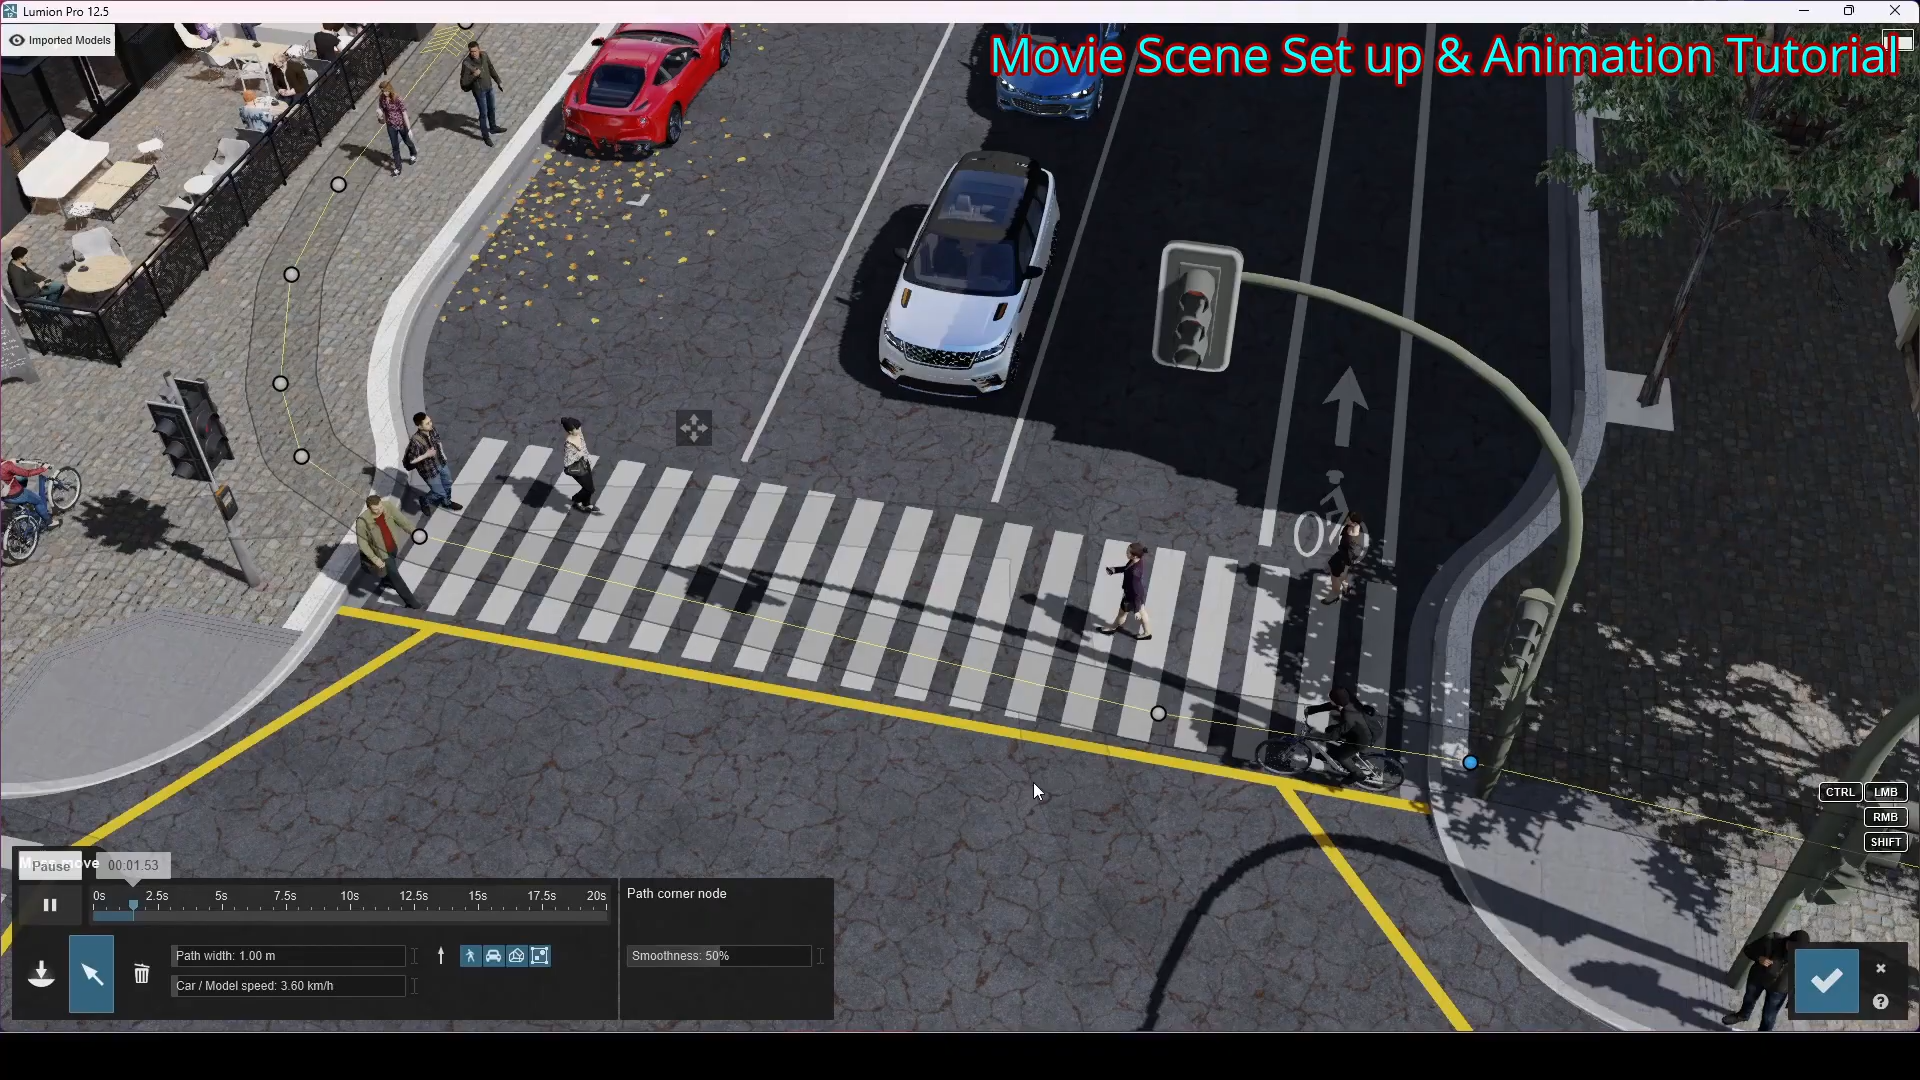 Lumion Pro 12.5
Imported Models
Movie Scene Set up & Animation Tutorial
CTRL LMB
RMB
SHIFT
Pause
move
00:01.53
0s 2.5s 5s 7.5s 10s 12.5s 15s 17.5s 20s
Path corner node
Path width: 1.00 m
Smoothness: 50%
Car / Model speed: 3.60 km/h